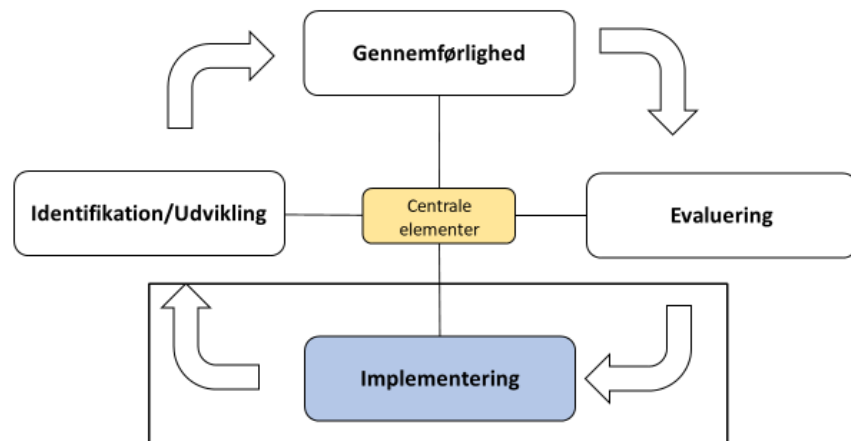 Gennemførlighed
Identifikation/Udvikling
Centrale
elementer
Evaluering
Implementering